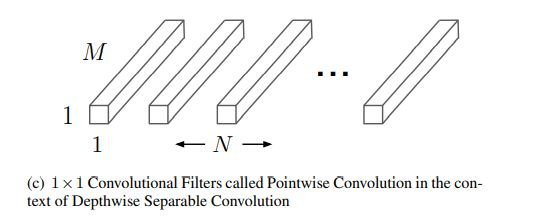 M
...
1
1
← N →
(c) 1 × 1 Convolutional Filters called Pointwise Convolution in the con-
text of Depthwise Separable Convolution